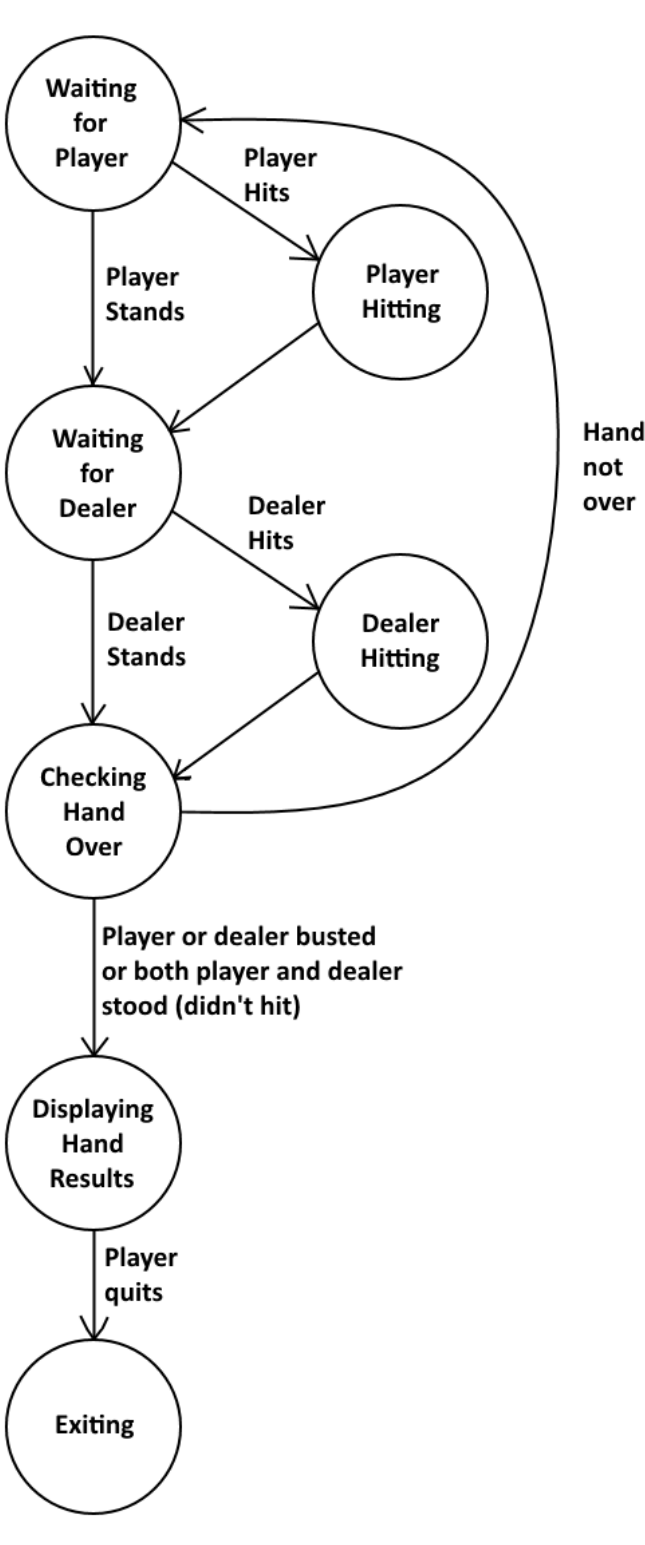 Waiting
for
Player
Player
Hits
Player
Hitting
Player
Stands
Waiting
for
Dealer
Hand
not
over
Dealer
Hits
Dealer
Hitting
Dealer
Stands
Checking
Hand
Over
Player or dealer busted
or both player and dealer
stood (didn't hit)
Displaying
Hand
Results
Player
quits
Exiting